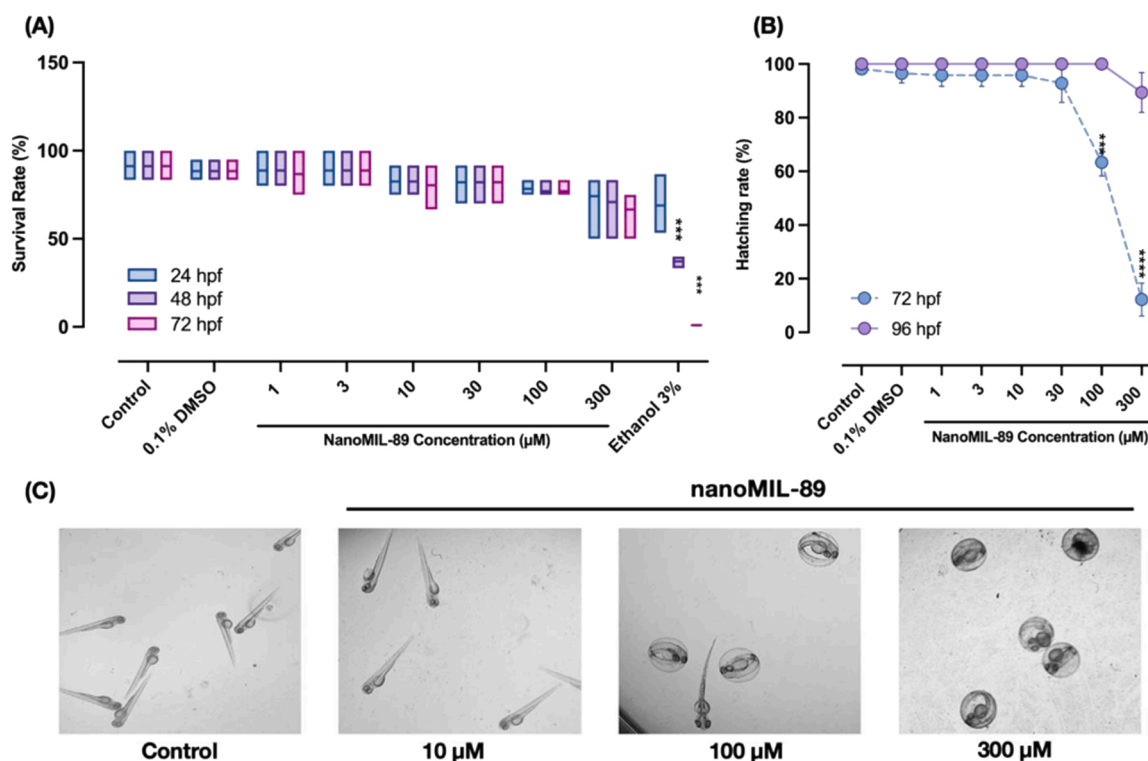 (A)
Survival Rate (%)
150
100
50
0
24 hpf
48 hpf
72 hpf
***
***
Control
0.1% DMSO
1
3
10
30
100
300
Ethanol 3%
NanoMIL-89 Concentration (µM)
(B)
Hatching rate (%)
100
80
60
40
20
0
***
****
72 hpf
96 hpf
Control
0.1% DMSO
1
3
10
30
100
300
NanoMIL-89 Concentration (µM)
(C)
nanoMIL-89
Control
10 µM
100 µM
300 µM